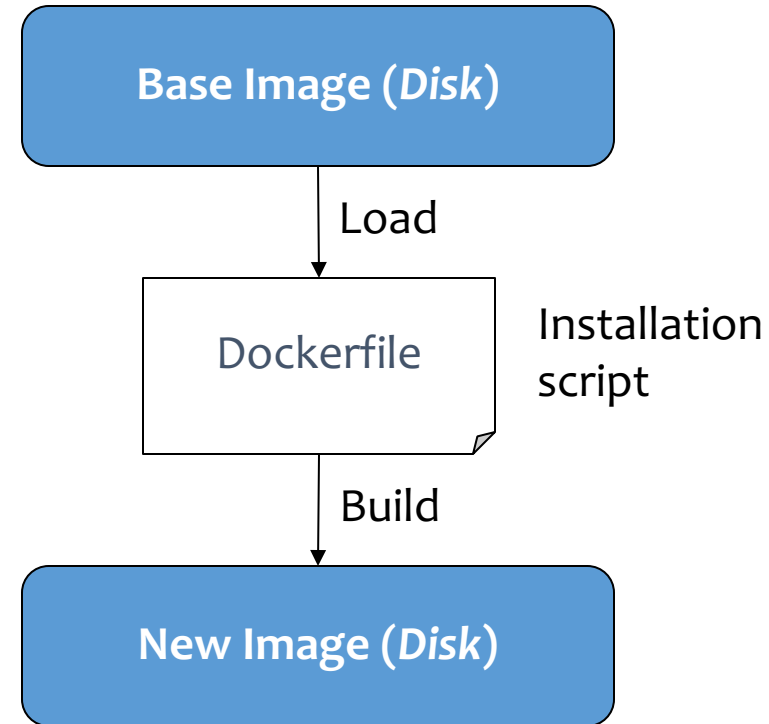 Base Image (Disk)
Load
Dockerfile
Installation
script
Build
New Image (Disk)